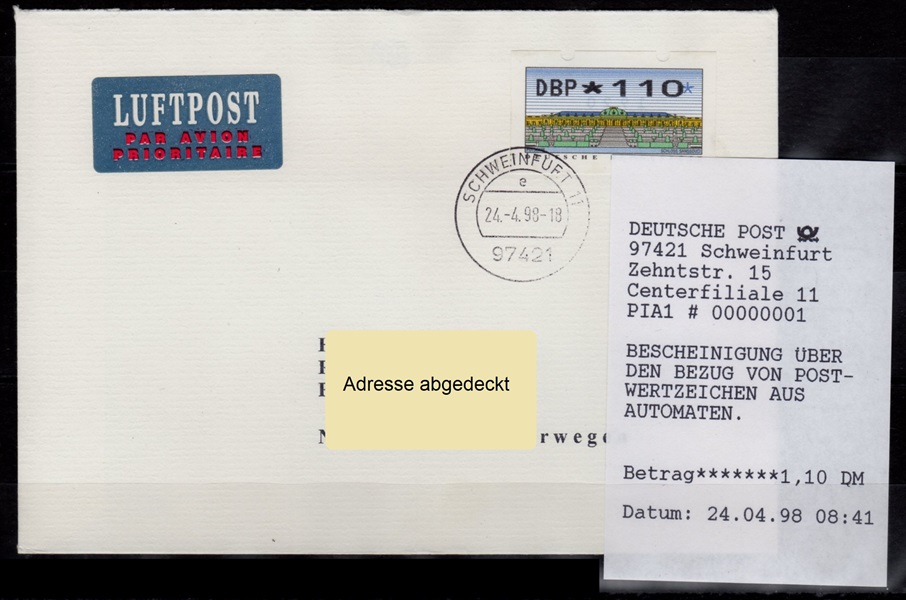 LUFTPOST
PAR AVION
PRIORITAIRE
DBP*110*
SCHWEINFURT 11
e
24.-4.98-18
97421
Adresse abgedeckt
DEUTSCHE POST
97421 Schweinfurt
Zehntstr. 15
Centerfiliale 11
PIA1 # 00000001
BESCHEINIGUNG ÜBER
DEN BEZUG VON POST-
WERTZEICHEN AUS
AUTOMATEN.
Betrag*******1,10 DM
Datum: 24.04.98 08:41